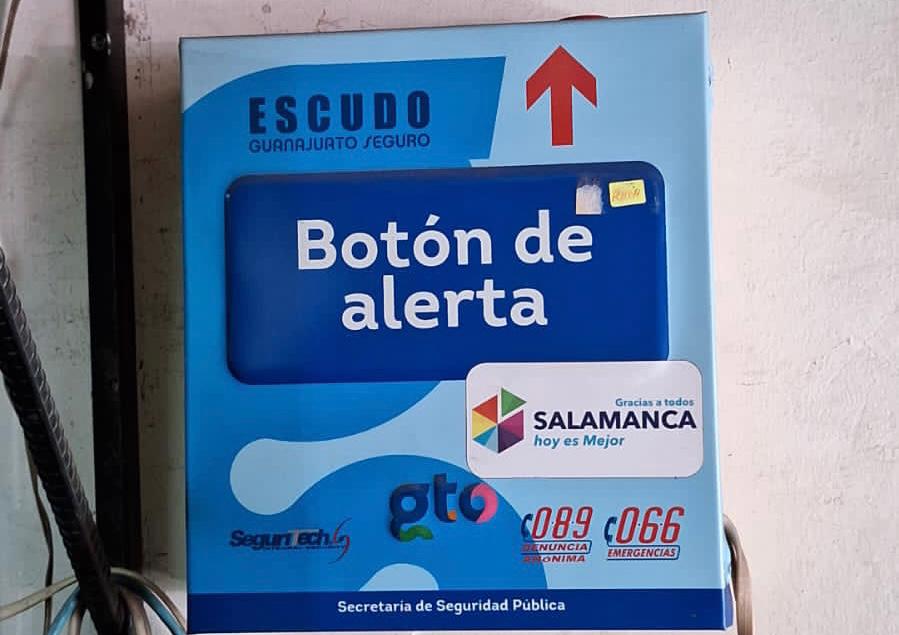 ESCUDO
GUANAJUATO SEGURO
Botón de
alerta
Gracias a todos
SALAMANCA
hoy es Mejor
gto
SeguriTech
089
DENUNCIA
ANÓNIMA
066
EMERGENCIAS
Secretaría de Seguridad Pública